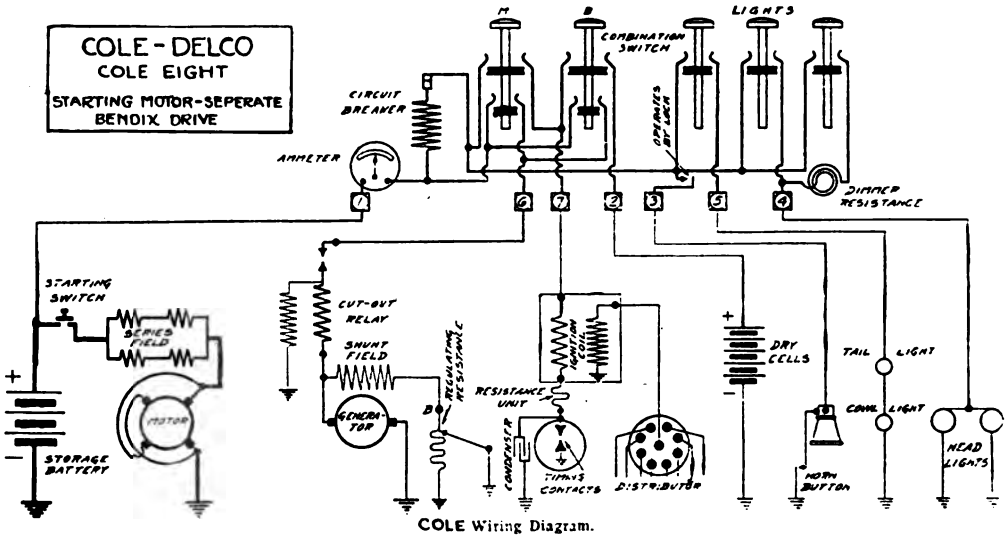 COLE-DELCO
COLE EIGHT
STARTING MOTOR-SEPERATE
BENDIX DRIVE
M
B
LIGHTS
COMBINATION
SWITCH
CIRCUIT
BREAKER
OPERATES
BY LOCK
AMMETER
DIMMER
RESISTANCE
1
6
7
2
3
5
4
STARTING
SWITCH
SERIES
FIELD
CUT-OUT
RELAY
SHUNT
FIELD
REGULATING
RESISTANCE
B
GENERA-
TOR
IGNITION
COIL
RESISTANCE
UNIT
CONDENSER
TIMING
CONTACTS
DISTRIBUTOR
+
DRY
CELLS
-
TAIL LIGHT
COWL LIGHT
HORN
BUTTON
HEAD
LIGHTS
+
MOTOR
-
STORAGE
BATTERY
COLE Wiring Diagram.